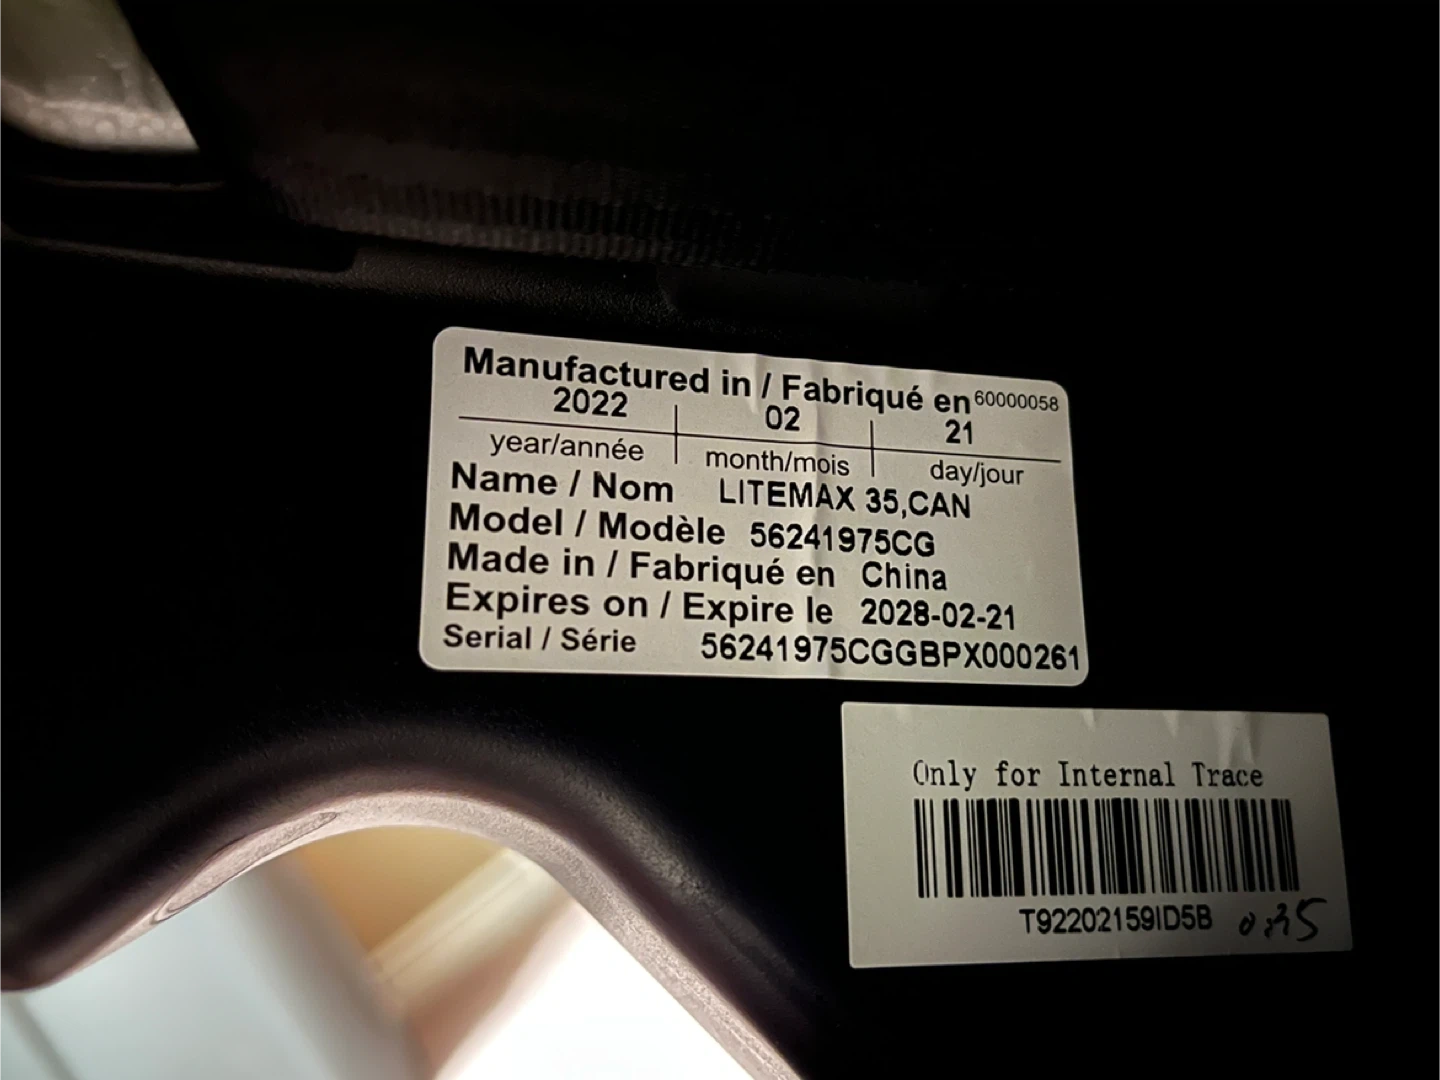 Manufactured in / Fabriqué en 60000058
2022 02 21
year/année month/mois day/jour
Name / Nom LITEMAX 35,CAN
Model / Modèle 56241975CG
Made in / Fabriqué en China
Expires on / Expire le 2028-02-21
Serial / Série 56241975CGGBPX000261
Only for Internal Trace
T92202159ID5B